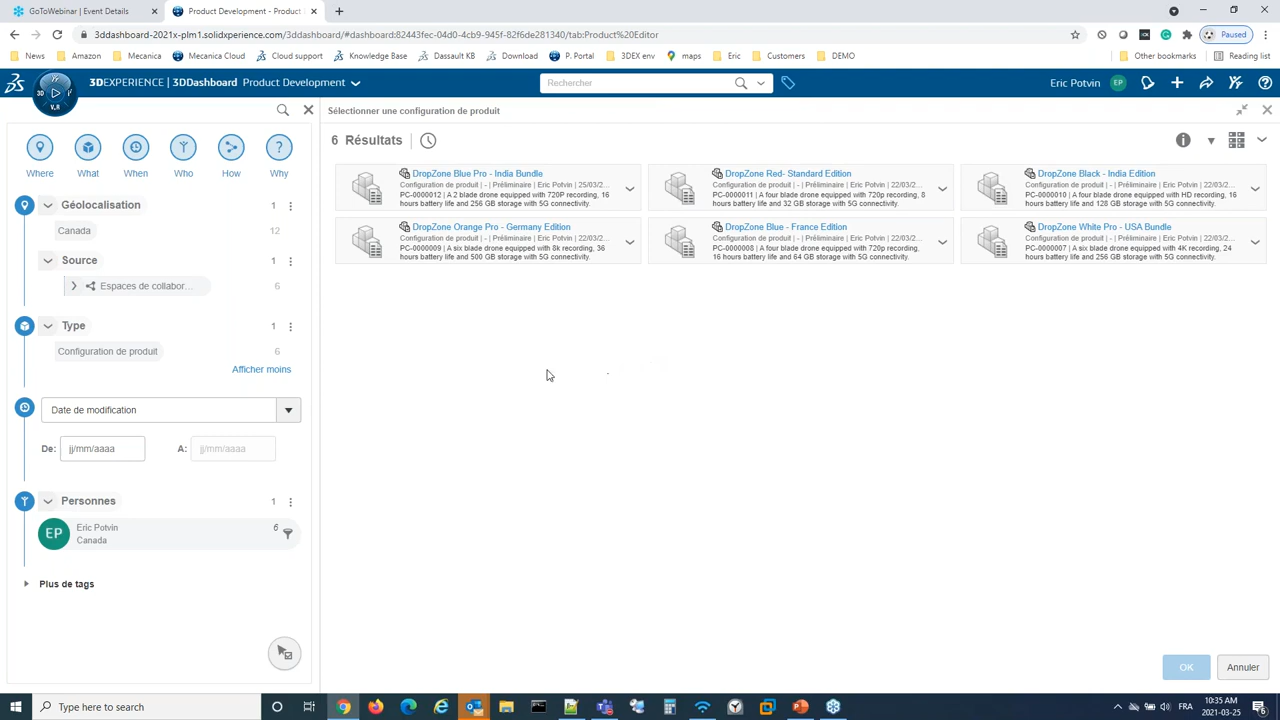 GoToWebinar | Event Details
Product Development - Product E
3ddashboard-2021x-plm1.solidxperience.com/3ddashboard/#dashboard:82443fec-04d0-4cb9-945f-82f6de281340/tab:Product%20Editor
Paused
News Amazon Mecanica Mecanica Cloud Cloud support Knowledge Base Dassault KB Download P. Portal 3DEX env maps Eric Customers DEMO Other bookmarks Reading list
3DEXPERIENCE | 3DDashboard Product Development
Rechercher
Eric Potvin EP
3D V,R
Sélectionner une configuration de produit
6 Résultats
Where What When Who How Why
Géolocalisation 1
Canada 12
Source 1
Espaces de collabor... 6
Type 1
Configuration de produit 6
Afficher moins
Date de modification
De: jj/mm/aaaa A: jj/mm/aaaa
Personnes 1
EP Eric Potvin 6
Canada
Plus de tags
DropZone Blue Pro - India Bundle
Configuration de produit | - | Préliminaire | Eric Potvin | 25/03/2...
PC-0000012 | A 2 blade drone equipped with 720P recording, 16
hours battery life and 256 GB storage with 5G connectivity.
DropZone Red- Standard Edition
Configuration de produit | - | Préliminaire | Eric Potvin | 22/03/2...
PC-0000011 | A four blade drone equipped with 720p recording, 8
hours battery life and 32 GB storage with 5G connectivity.
DropZone Black - India Edition
Configuration de produit | - | Préliminaire | Eric Potvin | 22/03/2...
PC-0000010 | A six blade drone equipped with HD recording, 16
hours battery life and 128 GB storage with 5G connectivity.
DropZone Orange Pro - Germany Edition
Configuration de produit | - | Préliminaire | Eric Potvin | 22/03/2...
PC-0000009 | A six blade drone equipped with 8k recording, 36
hours battery life and 500 GB storage with 5G connectivity.
DropZone Blue - France Edition
Configuration de produit | - | Préliminaire | Eric Potvin | 22/03/2...
PC-0000008 | A four blade drone equipped with 720p recording,
16 hours battery life and 64 GB storage with 5G connectivity.
DropZone White Pro - USA Bundle
Configuration de produit | - | Préliminaire | Eric Potvin | 22/03/2...
PC-0000007 | A six blade drone equipped with 4K recording, 24
hours battery life and 256 GB storage with 5G connectivity.
OK Annuler
Type here to search
FRA
10:35 AM
2021-03-25
6